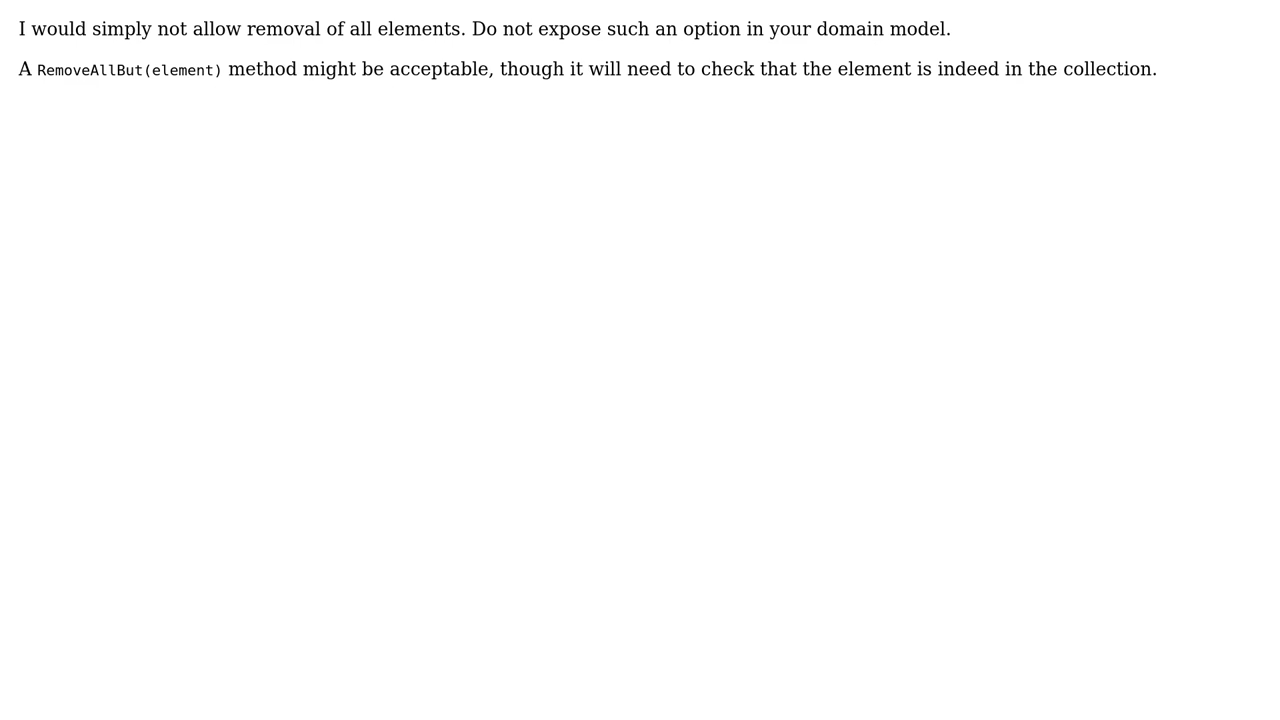 I would simply not allow removal of all elements. Do not expose such an option in your domain model.
A RemoveAllBut(element) method might be acceptable, though it will need to check that the element is indeed in the collection.